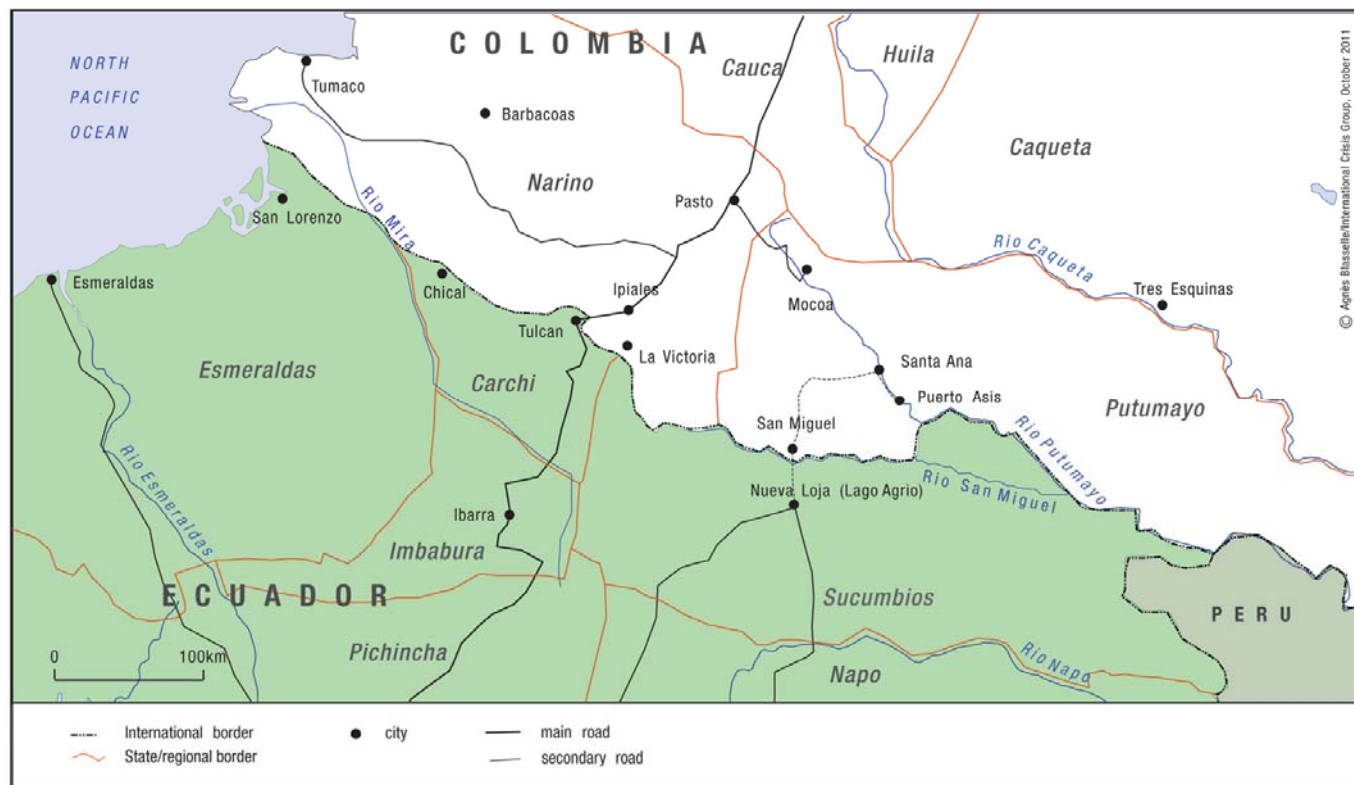 COLOMBIA
NORTH
PACIFIC
OCEAN
Tumaco
Barbacoas
Cauca
Huila
Caqueta
Narino
Pasto
San Lorenzo
Rio Mira
Esmeraldas
Chical
Ipiales
Tulcan
La Victoria
Mocoa
Rio Caqueta
Tres Esquinas
Esmeraldas
Carchi
Santa Ana
Puerto Asis
Putumayo
San Miguel
Rio Putumayo
Rio San Miguel
Nueva Loja (Lago Agrio)
Rio Esmeraldas
Ibarra
Imbabura
ECUADOR
Sucumbios
PERU
Pichincha
Napo
Rio Napo
0 100km
© Agnès Blasselle/International Crisis Group, October 2011
International border
State/regional border
city
main road
secondary road